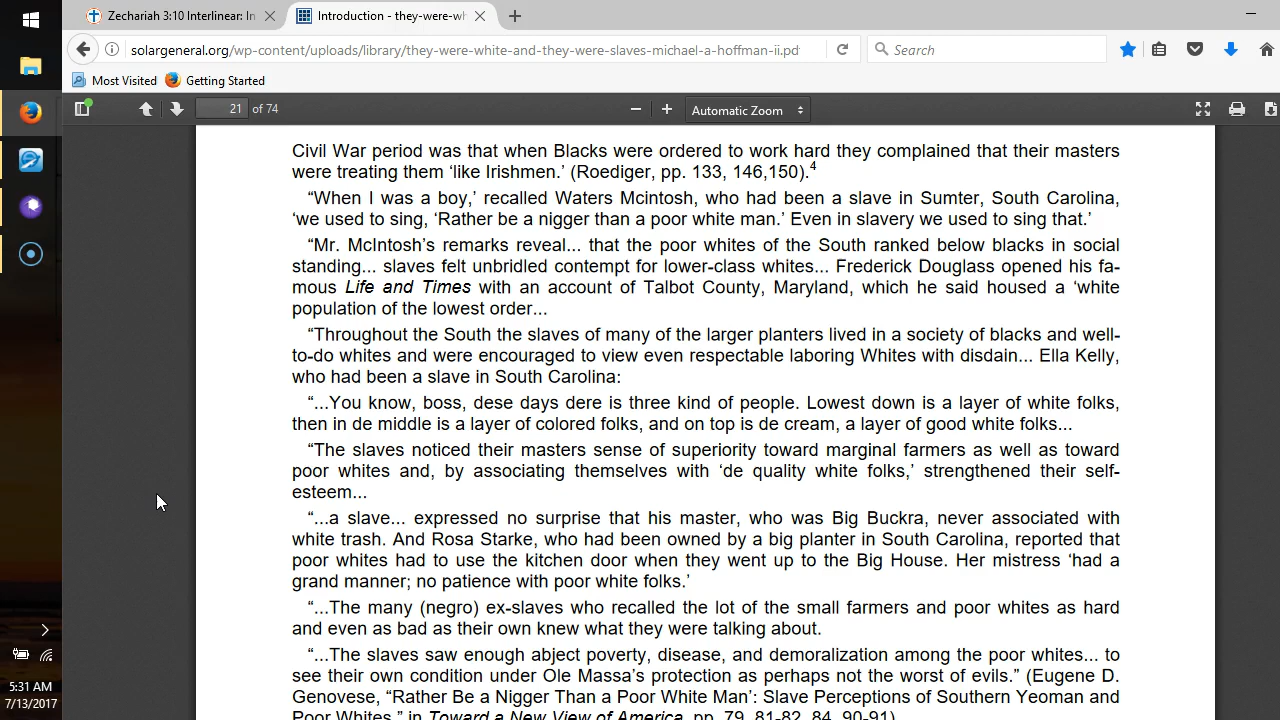 Zechariah 3:10 Interlinear: In
Introduction - they-were-wh
solargeneral.org/wp-content/uploads/library/they-were-white-and-they-were-slaves-michael-a-hoffman-ii.pd
Search
Most Visited
Getting Started
21 of 74
Automatic Zoom
Civil War period was that when Blacks were ordered to work hard they complained that their masters
were treating them ‘like Irishmen.’ (Roediger, pp. 133, 146,150).4
“When I was a boy,’ recalled Waters Mcintosh, who had been a slave in Sumter, South Carolina,
‘we used to sing, ‘Rather be a nigger than a poor white man.’ Even in slavery we used to sing that.’
“Mr. McIntosh’s remarks reveal... that the poor whites of the South ranked below blacks in social
standing... slaves felt unbridled contempt for lower-class whites... Frederick Douglass opened his fa-
mous Life and Times with an account of Talbot County, Maryland, which he said housed a ‘white
population of the lowest order...
“Throughout the South the slaves of many of the larger planters lived in a society of blacks and well-
to-do whites and were encouraged to view even respectable laboring Whites with disdain... Ella Kelly,
who had been a slave in South Carolina:
“...You know, boss, dese days dere is three kind of people. Lowest down is a layer of white folks,
then in de middle is a layer of colored folks, and on top is de cream, a layer of good white folks...
“The slaves noticed their masters sense of superiority toward marginal farmers as well as toward
poor whites and, by associating themselves with ‘de quality white folks,’ strengthened their self-
esteem...
“...a slave... expressed no surprise that his master, who was Big Buckra, never associated with
white trash. And Rosa Starke, who had been owned by a big planter in South Carolina, reported that
poor whites had to use the kitchen door when they went up to the Big House. Her mistress ‘had a
grand manner; no patience with poor white folks.’
“...The many (negro) ex-slaves who recalled the lot of the small farmers and poor whites as hard
and even as bad as their own knew what they were talking about.
“...The slaves saw enough abject poverty, disease, and demoralization among the poor whites... to
see their own condition under Ole Massa’s protection as perhaps not the worst of evils.” (Eugene D.
Genovese, “Rather Be a Nigger Than a Poor White Man’: Slave Perceptions of Southern Yeoman and
Poor Whites,” in Toward a New View of America, pp. 79, 81-82, 84, 90-91)
5:31 AM
7/13/2017